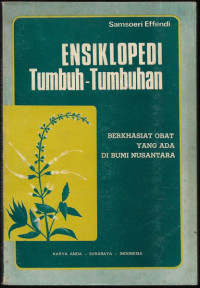 Samsoeri Effendi
ENSIKLOPEDI
Tumbuh-Tumbuhan
BERKHASIAT OBAT
YANG ADA
DI BUMI NUSANTARA
KARYA ANDA - SURABAYA - INDONESIA